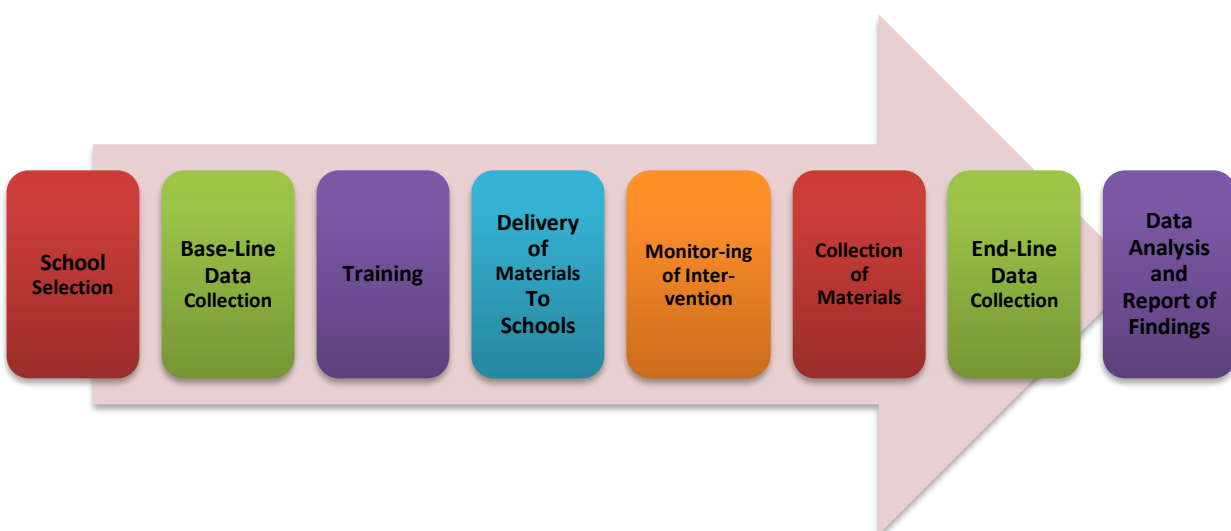 School
Selection
Base-Line
Data
Collection
Training
Delivery
of
Materials
To
Schools
Monitor-ing
of Inter-
vention
Collection
of
Materials
End-Line
Data
Collection
Data
Analysis
and
Report of
Findings